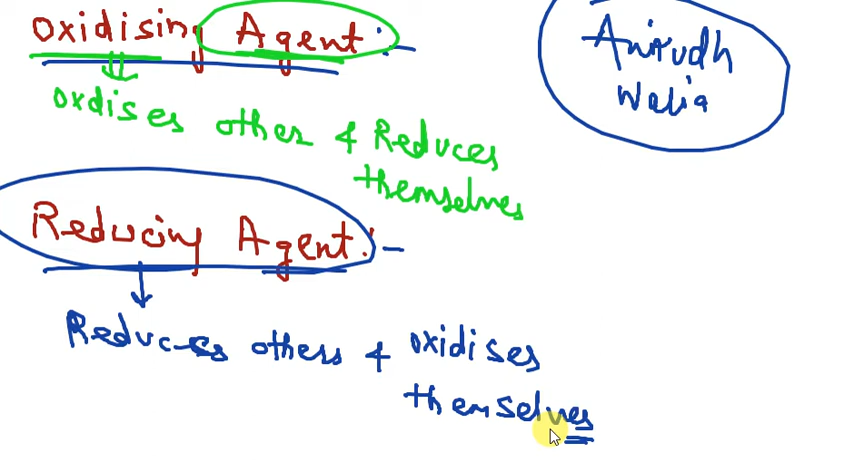 oxidising Agent :-
Anirudh
Walia
oxdises other & Reduces
themselves
Reducing Agent :-
Reduces others & oxidises
themselves